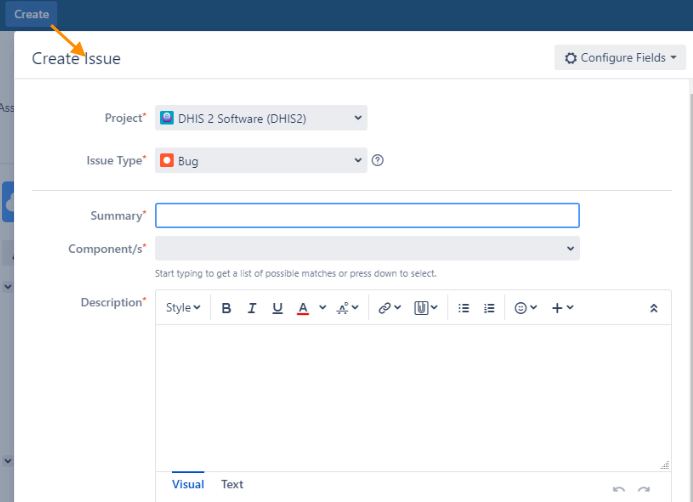 Create
Create Issue
Configure Fields
Ass
Project*
DHIS 2 Software (DHIS2)
Issue Type*
Bug
Summary*
Component/s*
Start typing to get a list of possible matches or press down to select.
Description*
Style B I U A
Visual Text